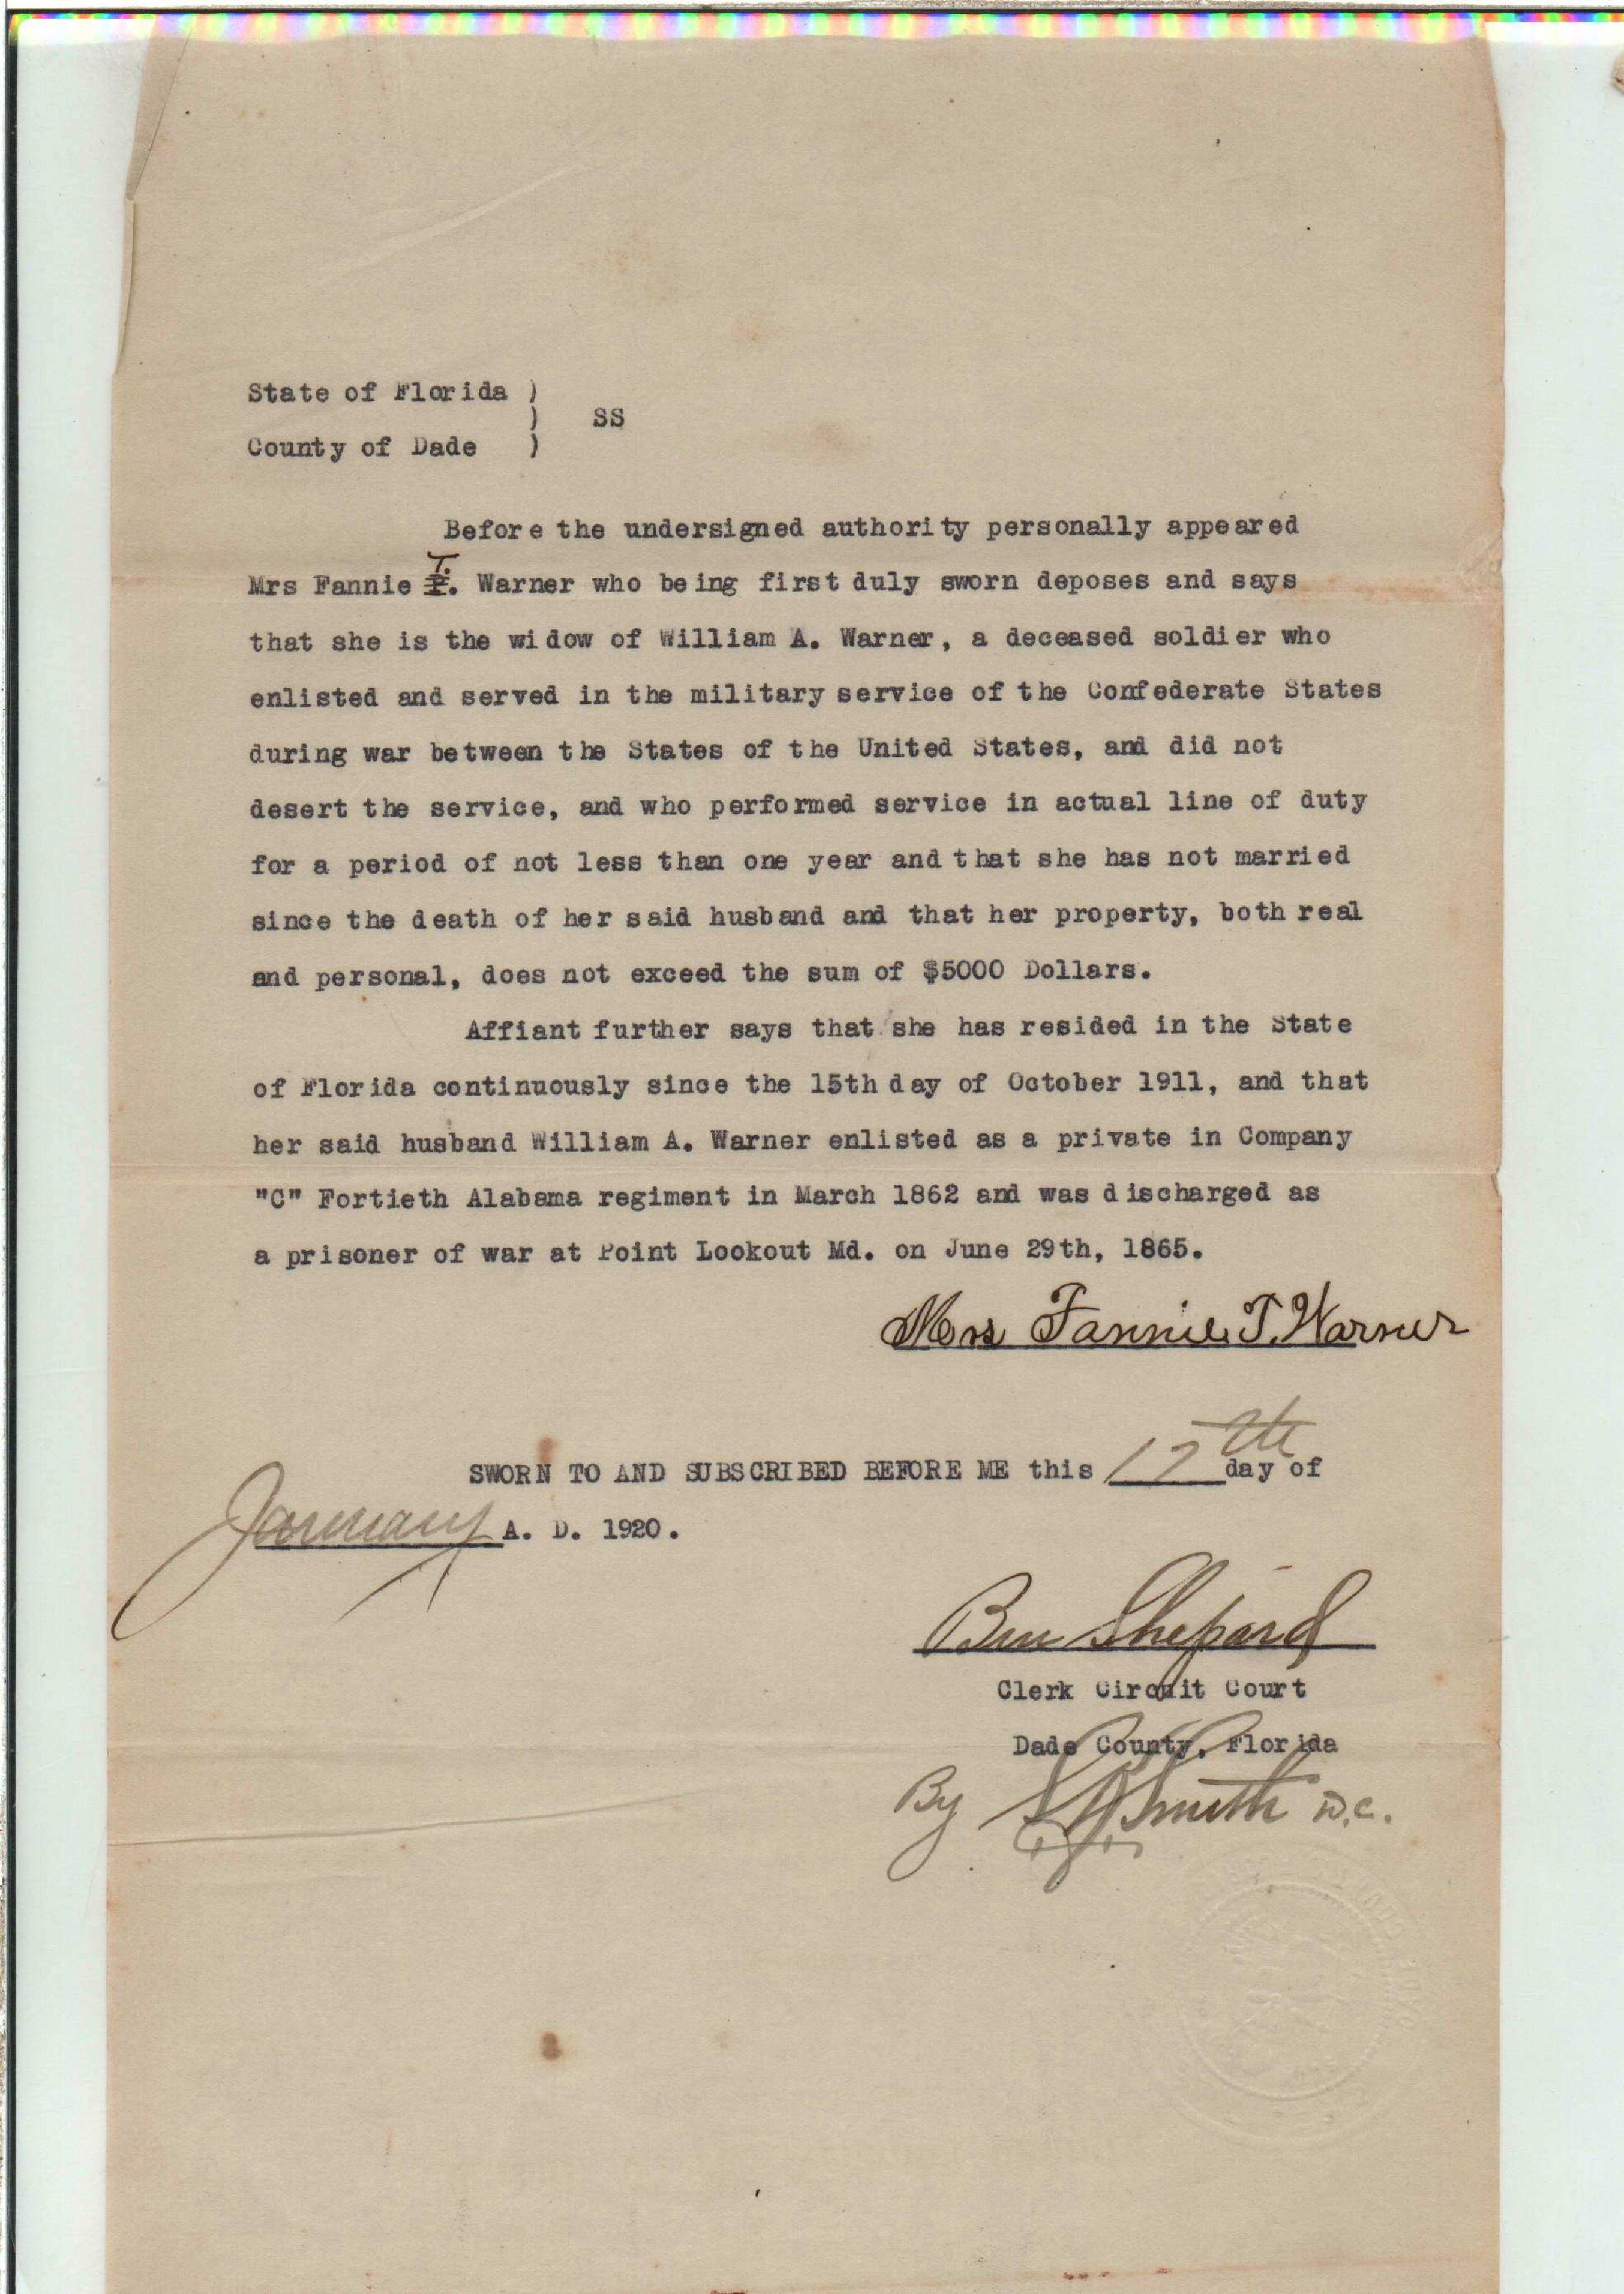 State of Florida )
) SS
County of Dade )
Before the undersigned authority personally appeared
Mrs Fannie T. Warner who being first duly sworn deposes and says
that she is the widow of William A. Warner, a deceased soldier who
enlisted and served in the military service of the Confederate States
during war between the States of the United States, and did not
desert the service, and who performed service in actual line of duty
for a period of not less than one year and that she has not married
since the death of her said husband and that her property, both real
and personal, does not exceed the sum of $5000 Dollars.
Affiant further says that she has resided in the State
of Florida continuously since the 15th day of October 1911, and that
her said husband William A. Warner enlisted as a private in Company
"C" Fortieth Alabama regiment in March 1862 and was discharged as
a prisoner of war at Point Lookout Md. on June 29th, 1865.
Mrs Fannie T. Warner
SWORN TO AND SUBSCRIBED BEFORE ME this 17th day of
January A. D. 1920.
Ben Shepard
Clerk Circuit Court
Dade County, Florida
By Smith D.C.